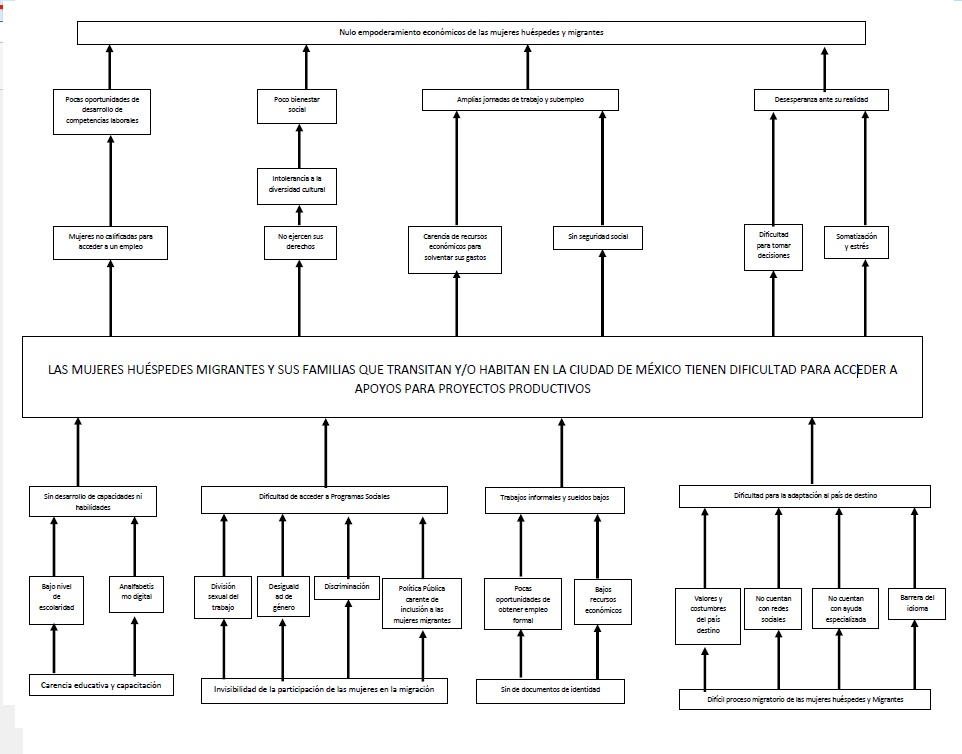 Nulo empoderamiento económicos de las mujeres huéspedes y migrantes
Pocas oportunidades de
desarrollo de
competencias laborales
Poco bienestar
social
Amplias jornadas de trabajo y subempleo
Desesperanza ante su realidad
Intolerancia a la
diversidad cultural
Mujeres no calificadas para
acceder a un empleo
No ejercen sus
derechos
Carencia de recursos
económicos para
solventar sus gastos
Sin seguridad social
Dificultad
para tomar
decisiones
Somatización
y estrés
LAS MUJERES HUÉSPEDES MIGRANTES Y SUS FAMILIAS QUE TRANSITAN Y/O HABITAN EN LA CIUDAD DE MÉXICO TIENEN DIFICULTAD PARA ACCEDER A
APOYOS PARA PROYECTOS PRODUCTIVOS
Sin desarrollo de capacidades ni
habilidades
Dificultad de acceder a Programas Sociales
Trabajos informales y sueldos bajos
Dificultad para la adaptación al país de destino
Bajo nivel
de
escolaridad
Analfabetis
mo digital
División
sexual del
trabajo
Desiguald
ad de
género
Discriminación
Política Pública
carente de
inclusión a las
mujeres migrantes
Pocas
oportunidades de
obtener empleo
formal
Bajos
recursos
económicos
Valores y
costumbres
del país
destino
No cuentan
con redes
sociales
No cuentan
con ayuda
especializada
Barrera del
idioma
Carencia educativa y capacitación
Invisibilidad de la participación de las mujeres en la migración
Sin de documentos de identidad
Difícil proceso migratorio de las mujeres huéspedes y Migrantes